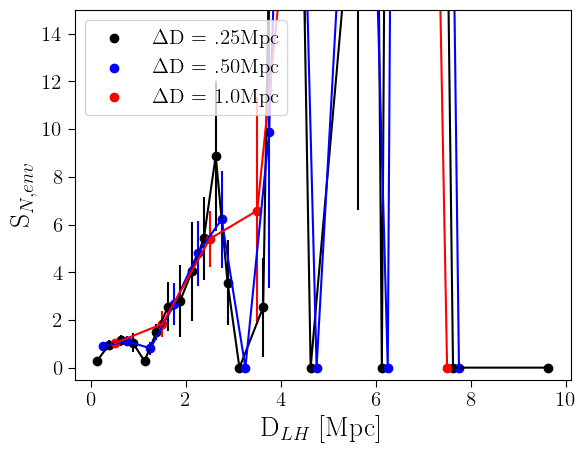 ΔD = .25Mpc
ΔD = .50Mpc
ΔD = 1.0Mpc
14
12
10
8
6
4
2
0
S_{N,env}
0 2 4 6 8 10
D_{LH} [Mpc]